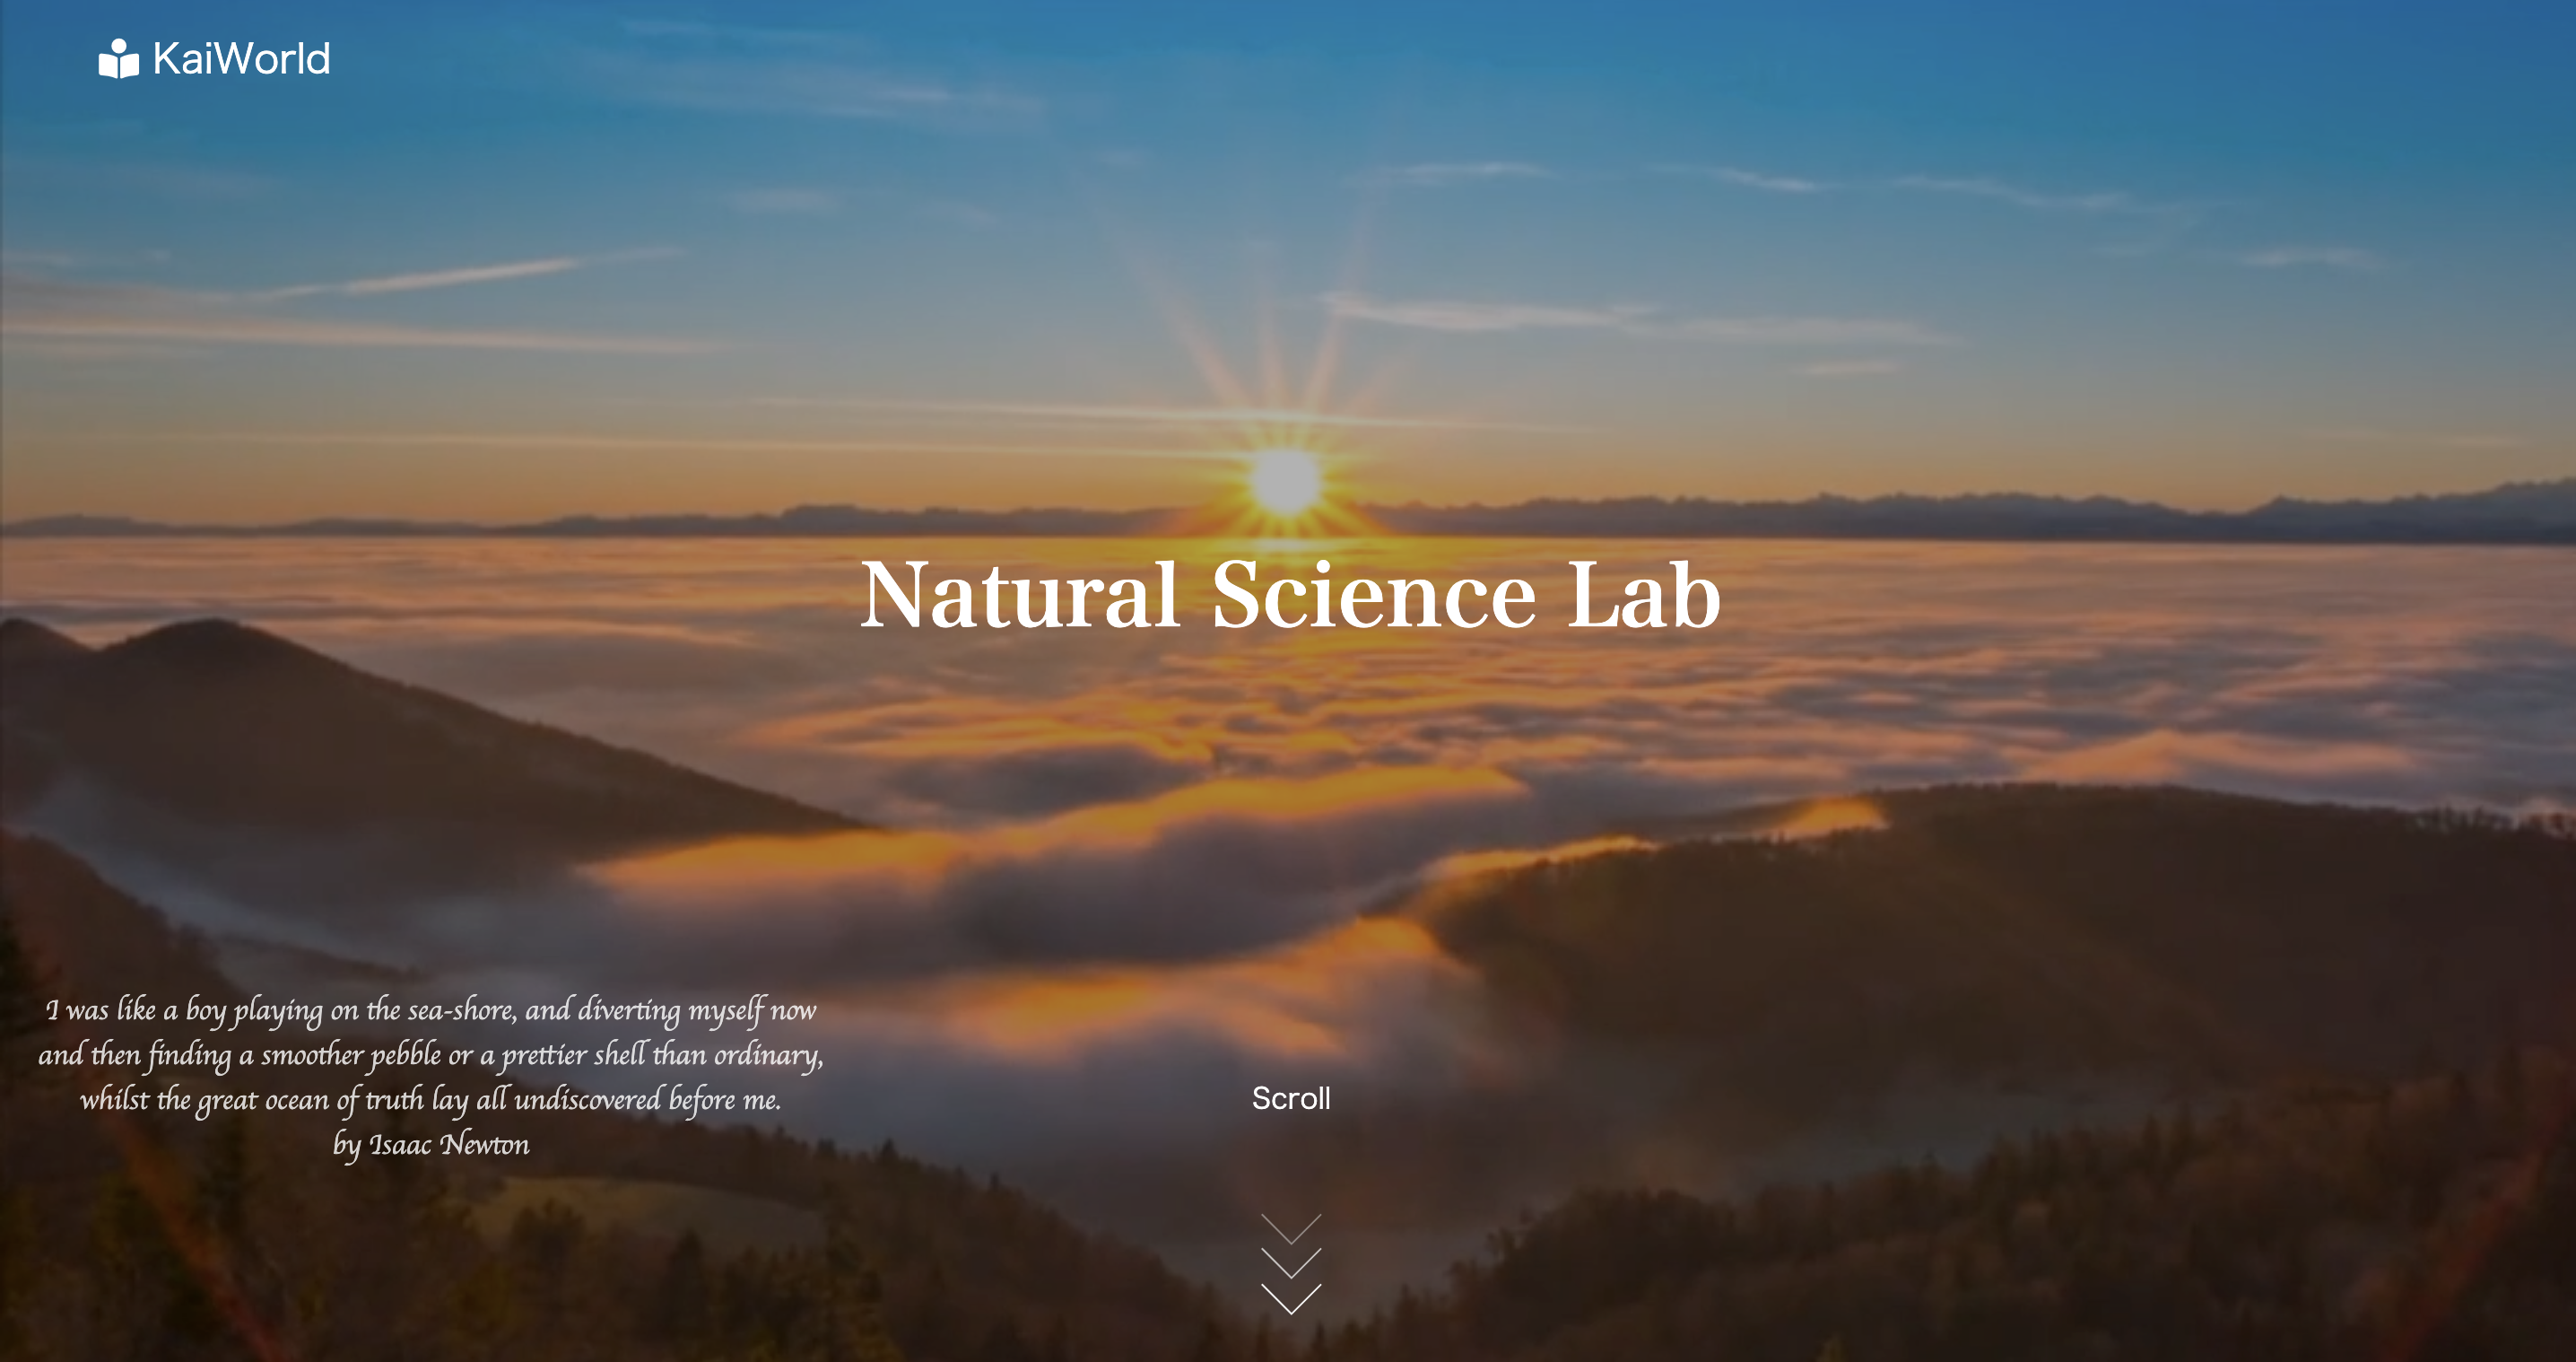 KaiWorld
Natural Science Lab
I was like a boy playing on the sea-shore, and diverting myself now
and then finding a smoother pebble or a prettier shell than ordinary,
whilst the great ocean of truth lay all undiscovered before me.
by Isaac Newton
Scroll